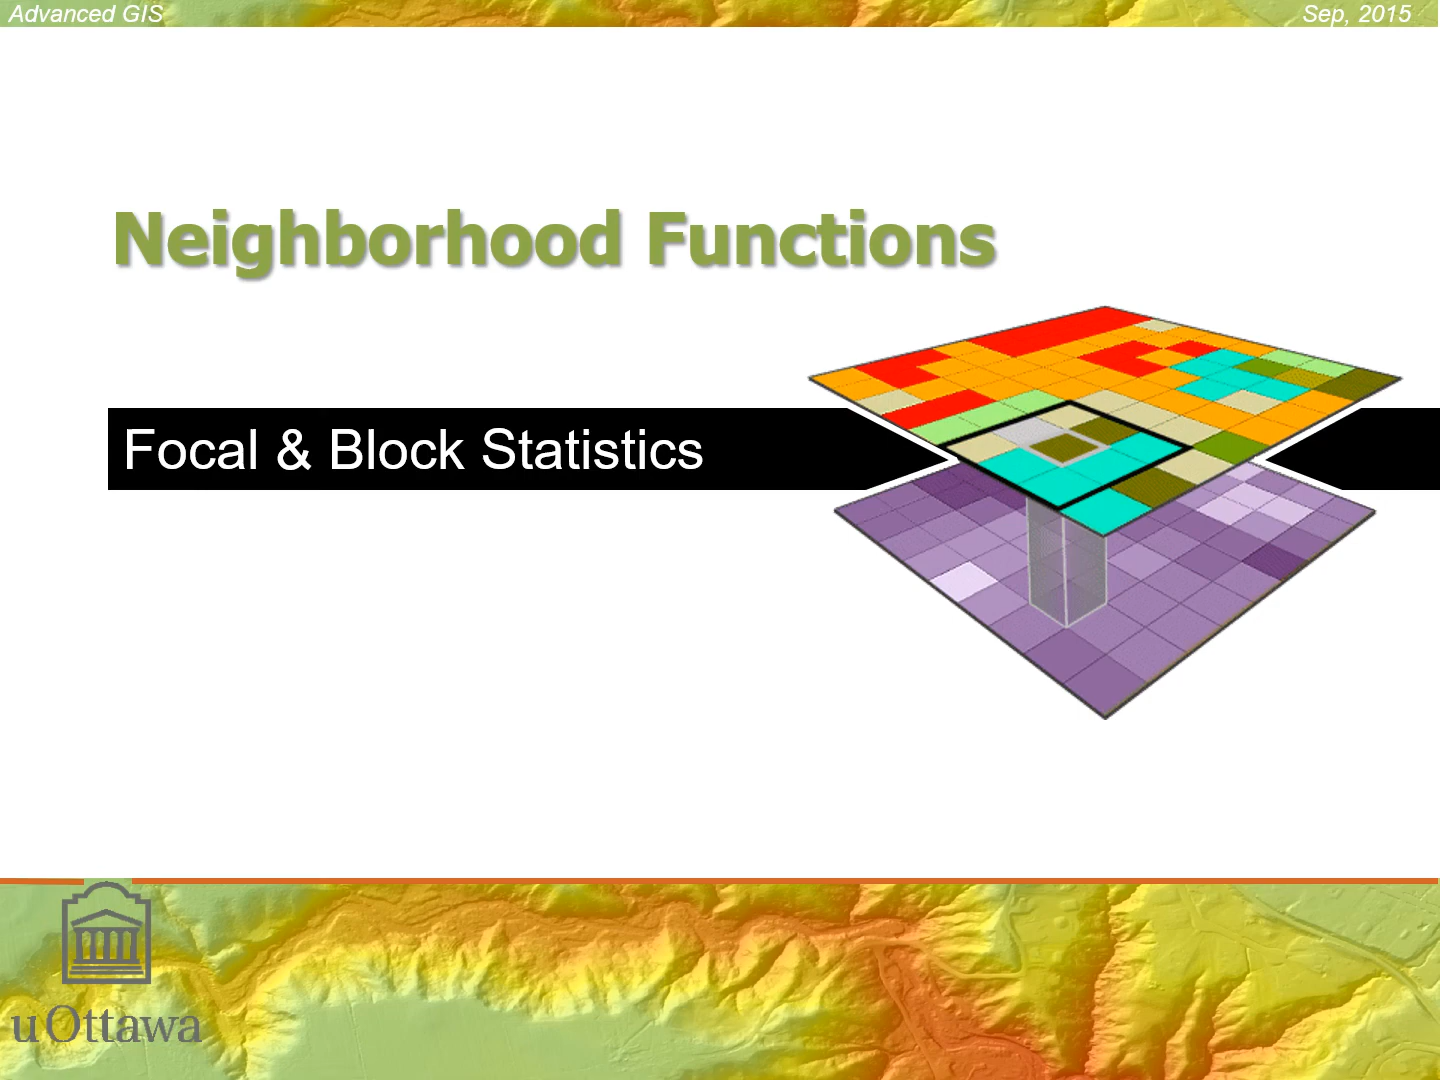 Advanced GIS
Sep, 2015
Neighborhood Functions
Focal & Block Statistics
uOttawa